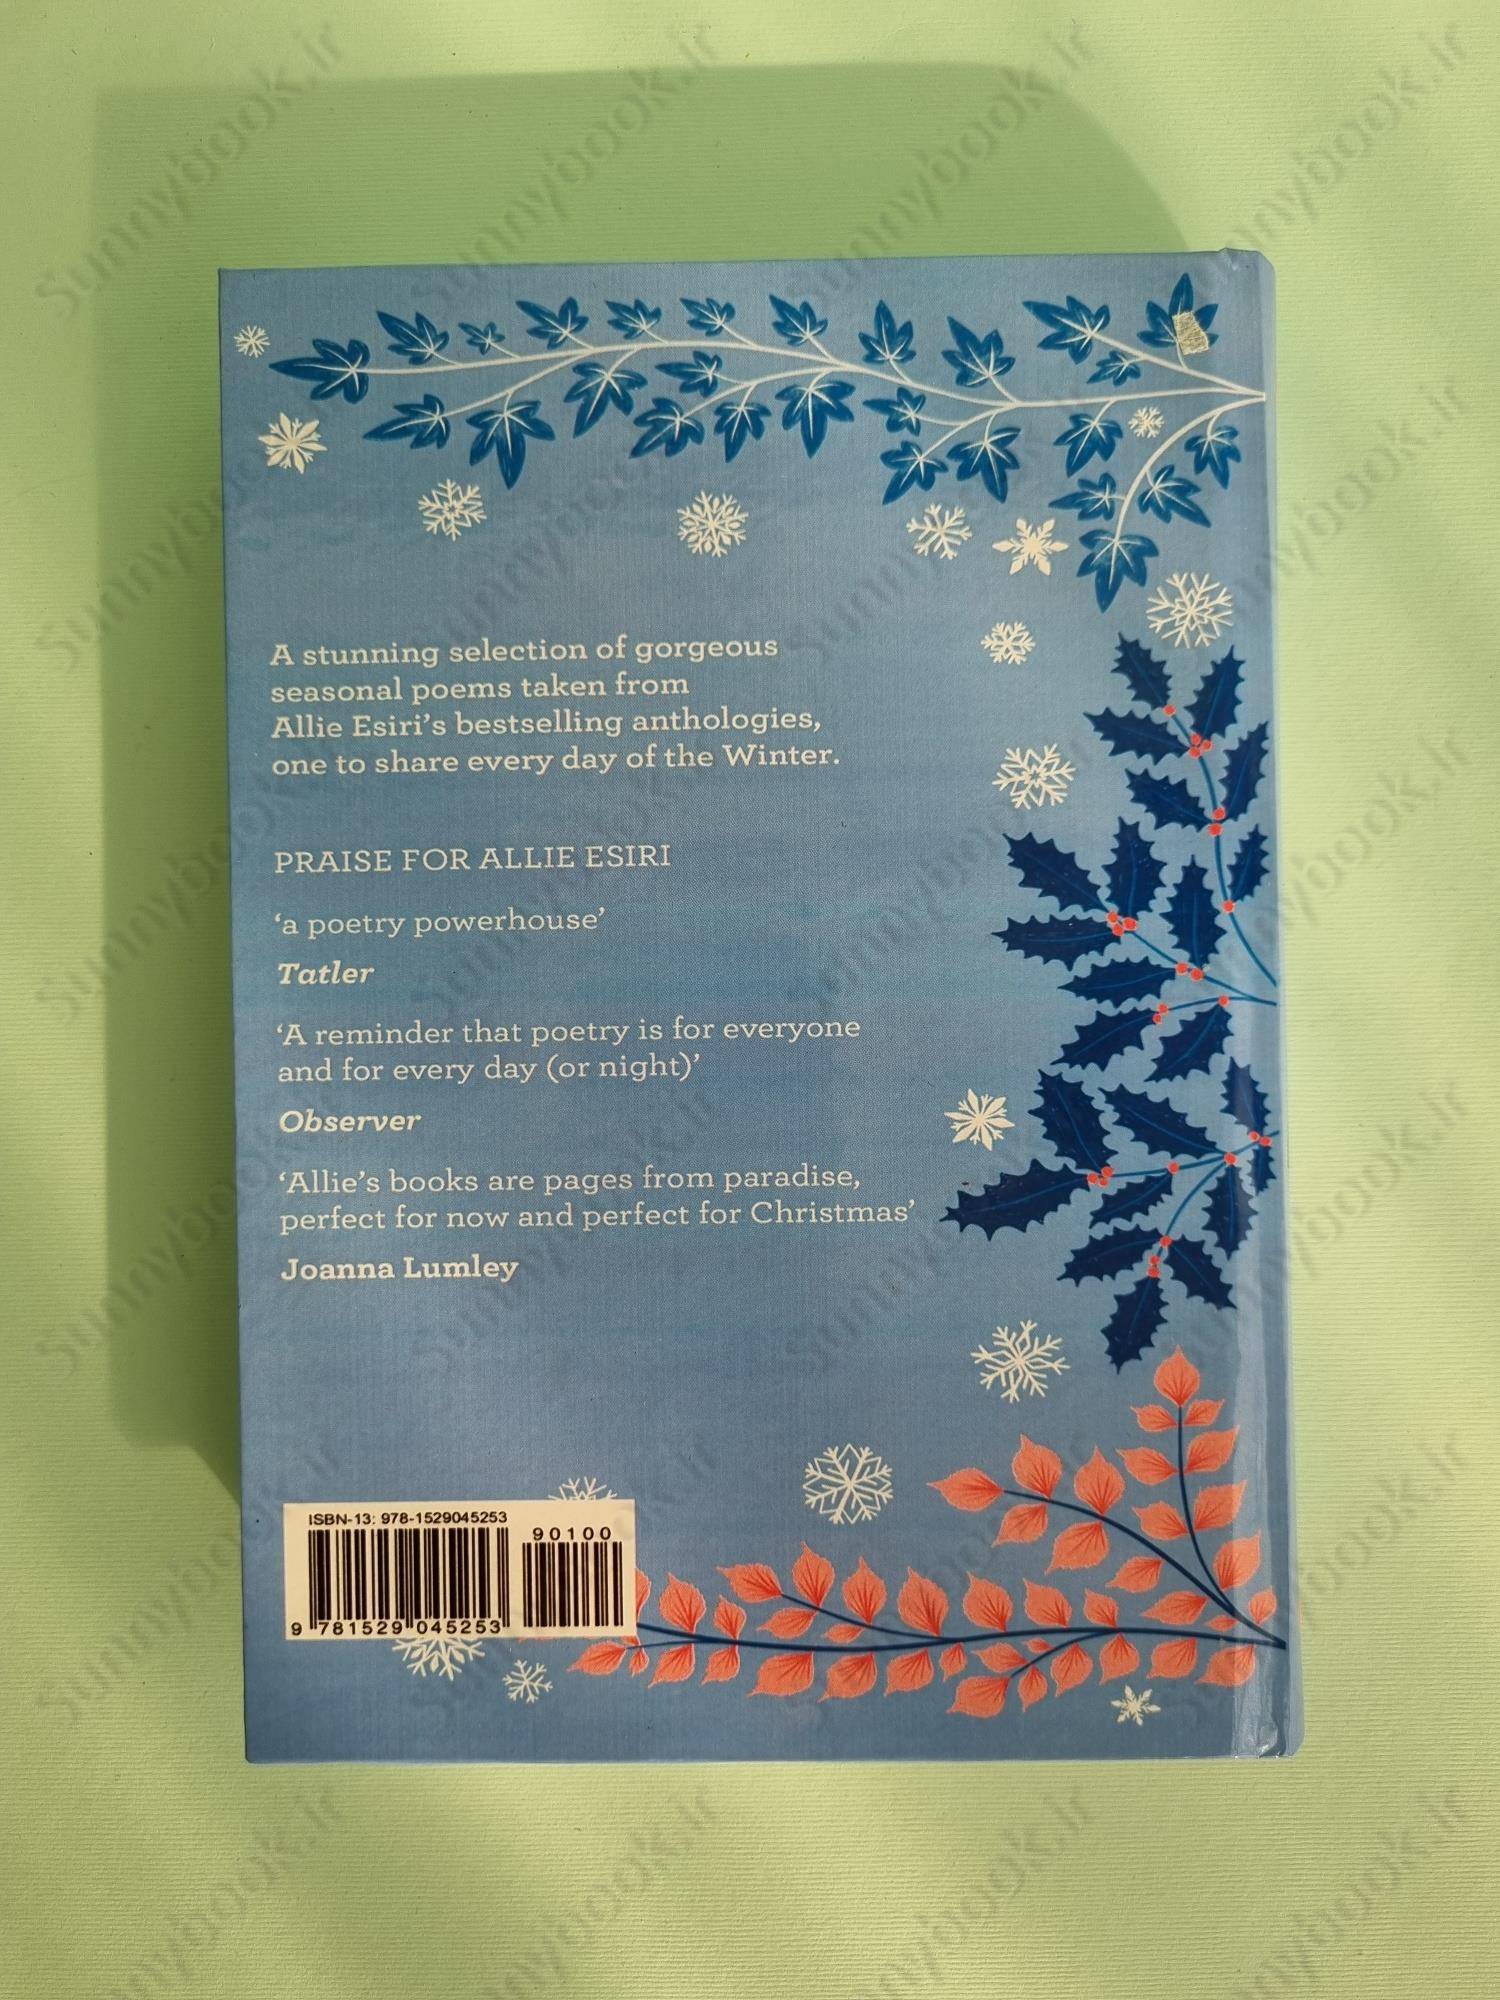 A stunning selection of gorgeous
seasonal poems taken from
Allie Esiri's bestselling anthologies,
one to share every day of the Winter.
PRAISE FOR ALLIE ESIRI
‘a poetry powerhouse’
Tatler
‘A reminder that poetry is for everyone
and for every day (or night)’
Observer
‘Allie’s books are pages from paradise,
perfect for now and perfect for Christmas’
Joanna Lumley
ISBN-13: 978-1529045253
90100
9 781529 045253
Sunnybook.ir